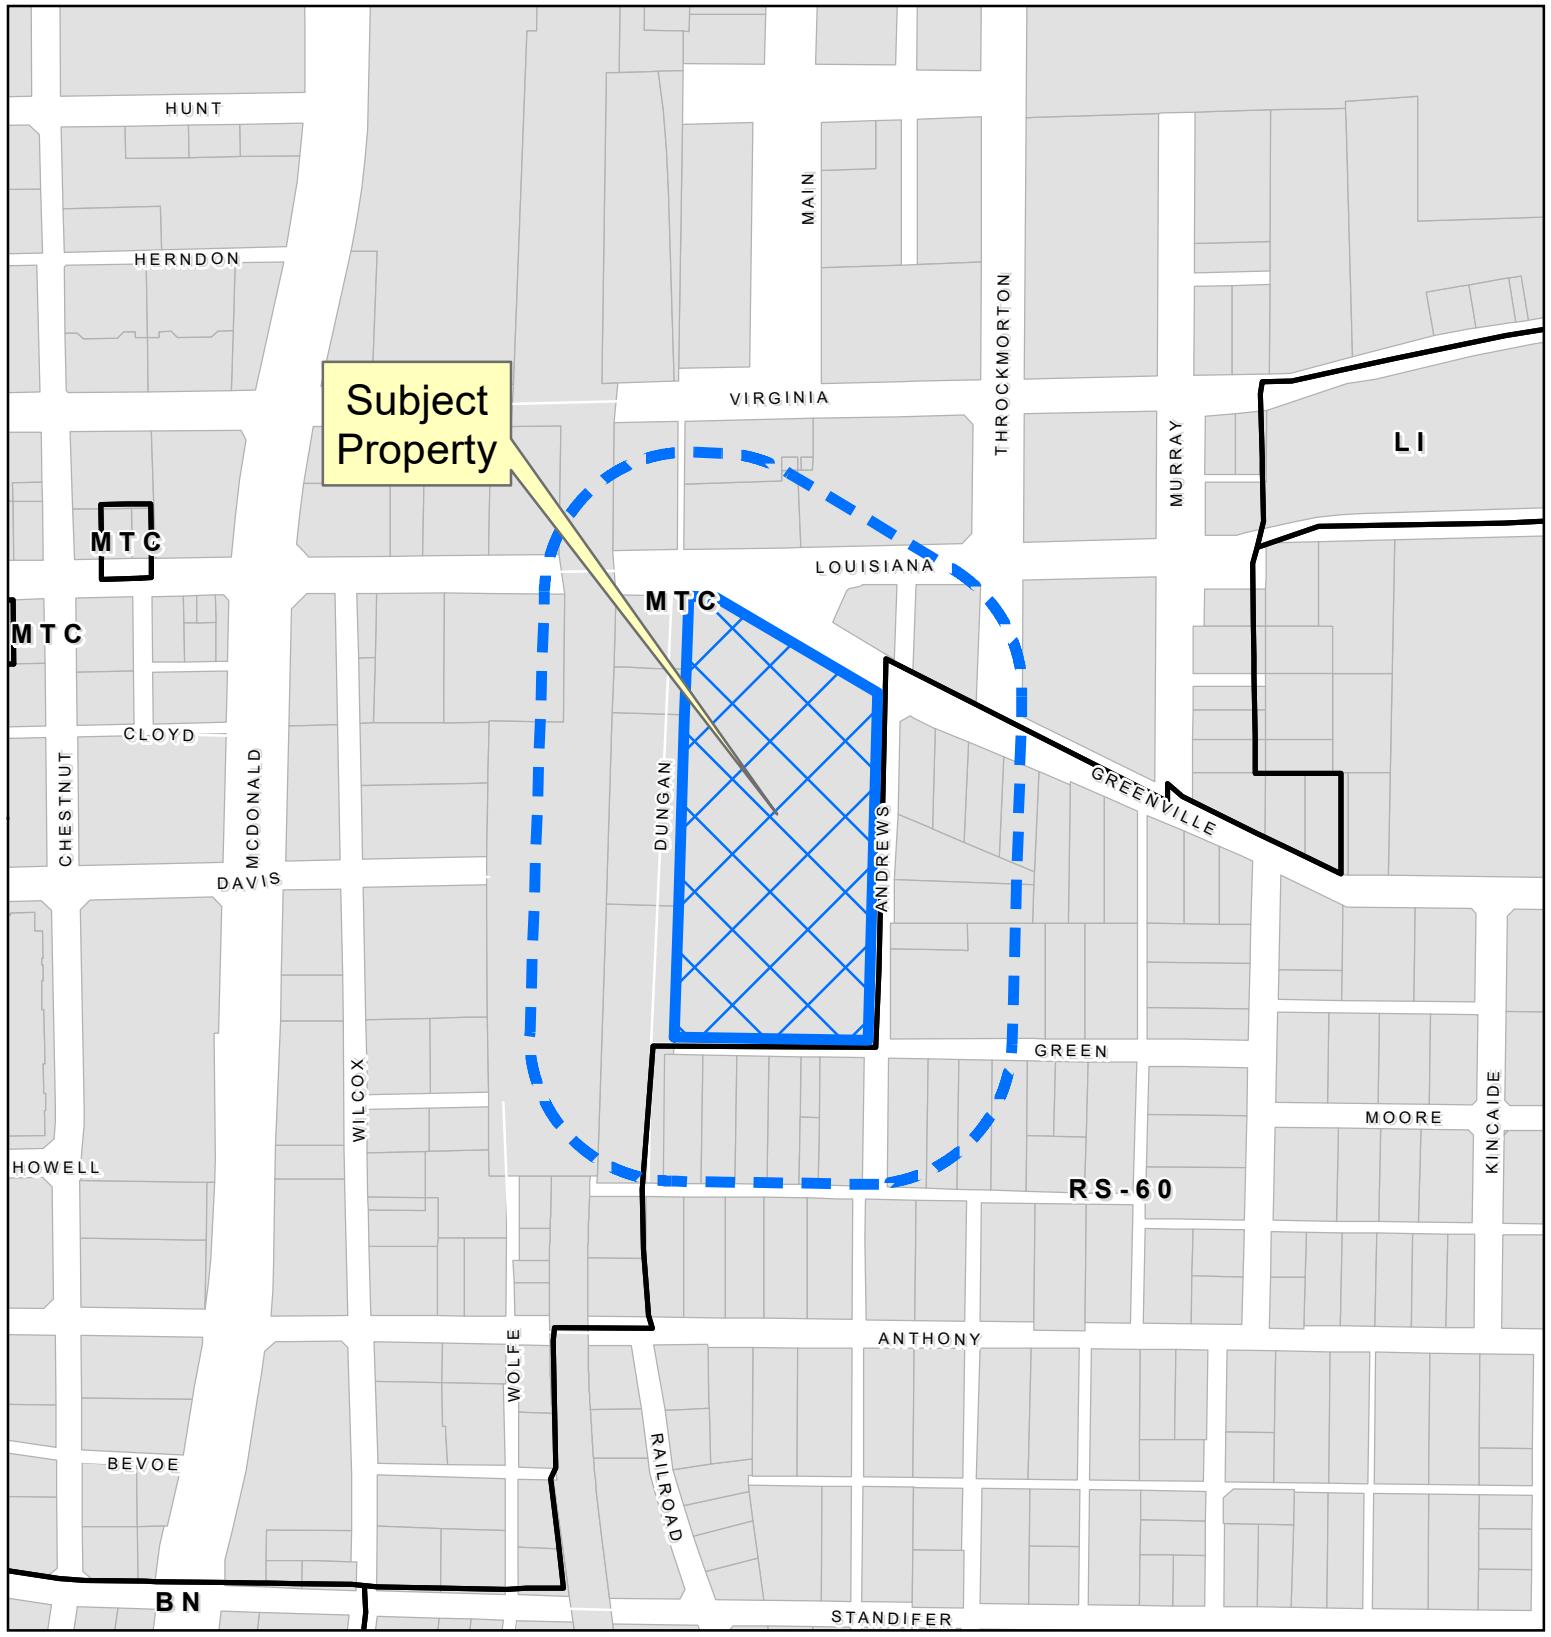 HUNT
MAIN
HERNDON
THROCKMORTON
Subject
Property
VIRGINIA
MURRAY
LI
MTC
LOUISIANA
MTC
MTC
CLOYD
CHESTNUT
MCDONALD
DUNGAN
ANDREWS
GREENVILLE
DAVIS
GREEN
WILCOX
MOORE
KINCAIDE
HOWELL
RS-60
ANTHONY
WOLFE
BEVOE
RAILROAD
BN
STANDIFER